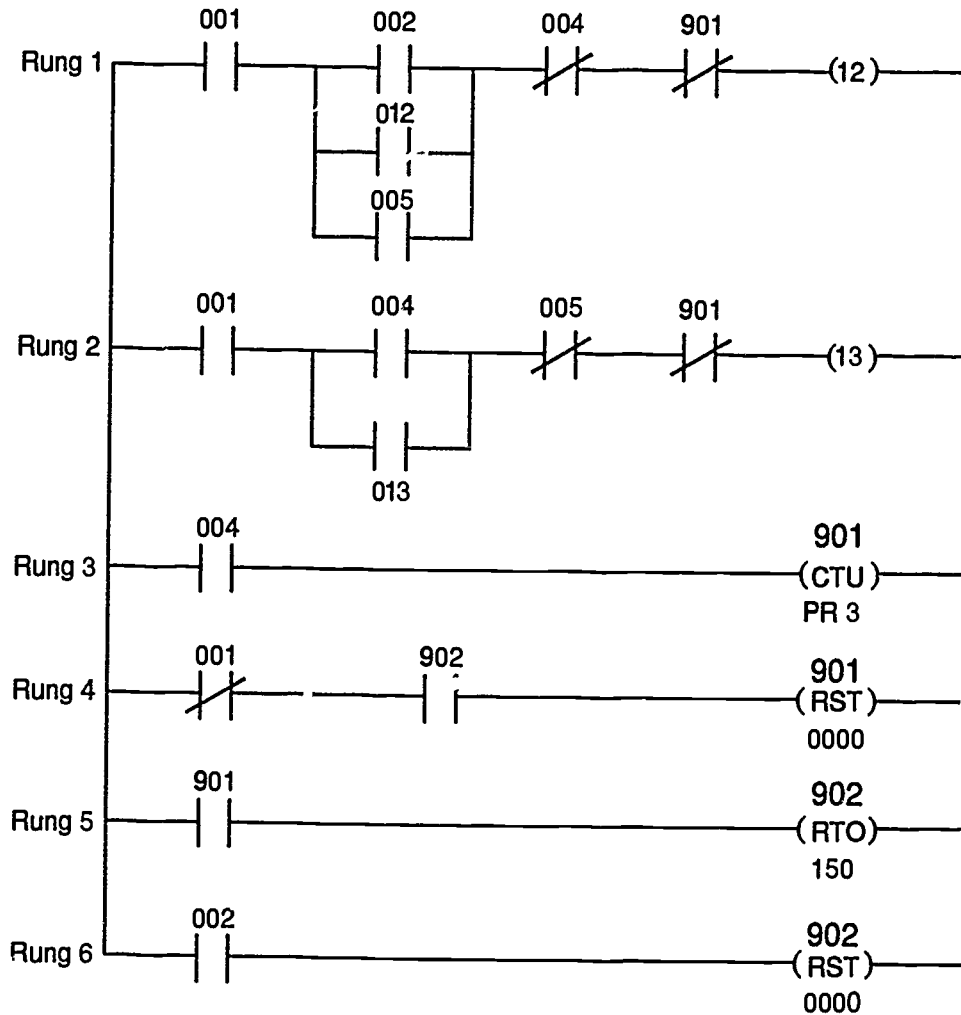 001 002 004 901
Rung 1 (12)
012
005
001 004 005 901
Rung 2 (13)
013
004 901
Rung 3 (CTU)
PR 3
001 902 901
Rung 4 (RST)
0000
901 902
Rung 5 (RTO)
150
002 902
Rung 6 (RST)
0000